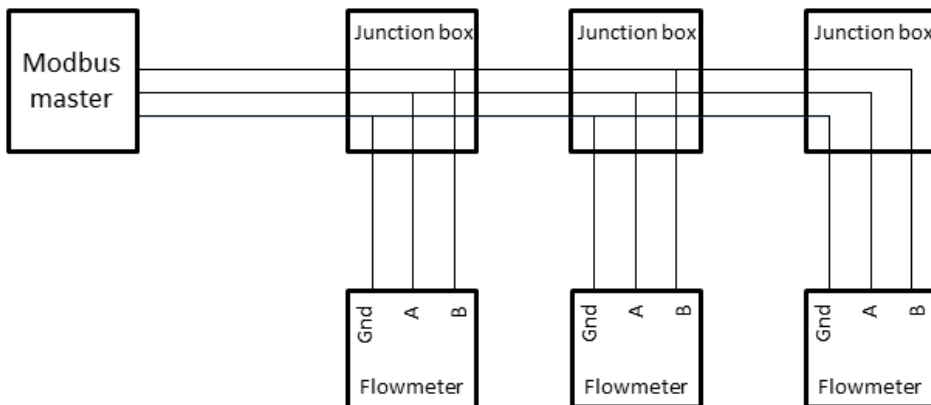 Modbus
master
Junction box
Junction box
Junction box
Gnd
A
B
Flowmeter
Gnd
A
B
Flowmeter
Gnd
A
B
Flowmeter